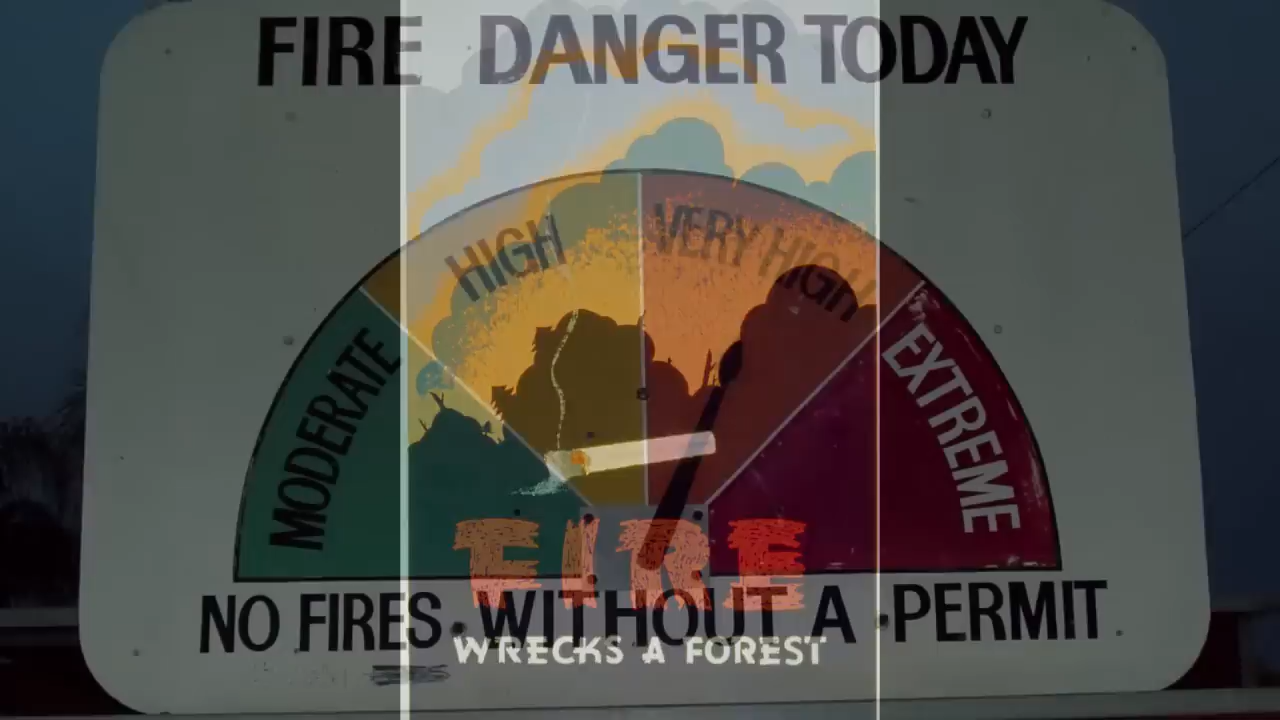 FIRE DANGER TODAY
HIGH
VERY HIGH
MODERATE
EXTREME
FIRE
NO FIRES WITHOUT A PERMIT
WRECKS A FOREST